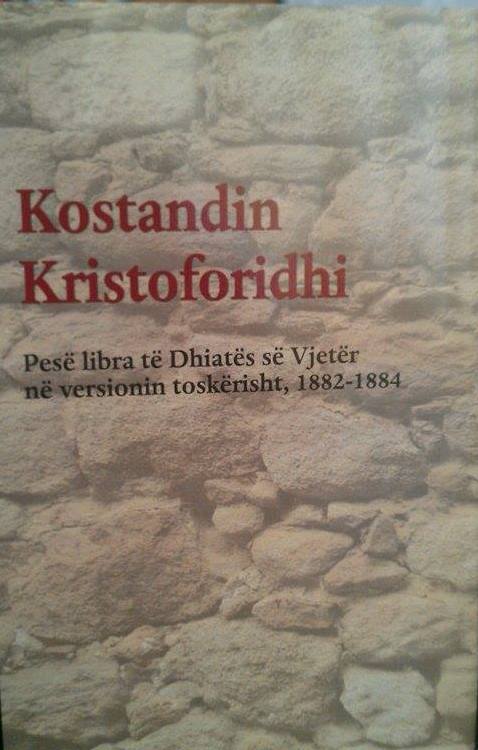 Kostandin
Kristoforidhi
Pesë libra të Dhiatës së Vjetër
në versionin toskërisht, 1882-1884